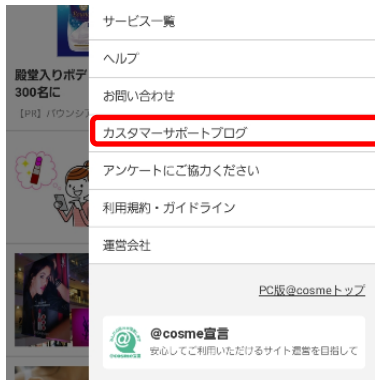 サービス一覧
ヘルプ
殿堂入りボデ
300名に
【PR】バウンシ
お問い合わせ
カスタマーサポートブログ
アンケートにご協力ください
利用規約・ガイドライン
運営会社
PC版@cosmeトップ
@cosme宣言
安心してご利用いただけるサイト運営を目指して